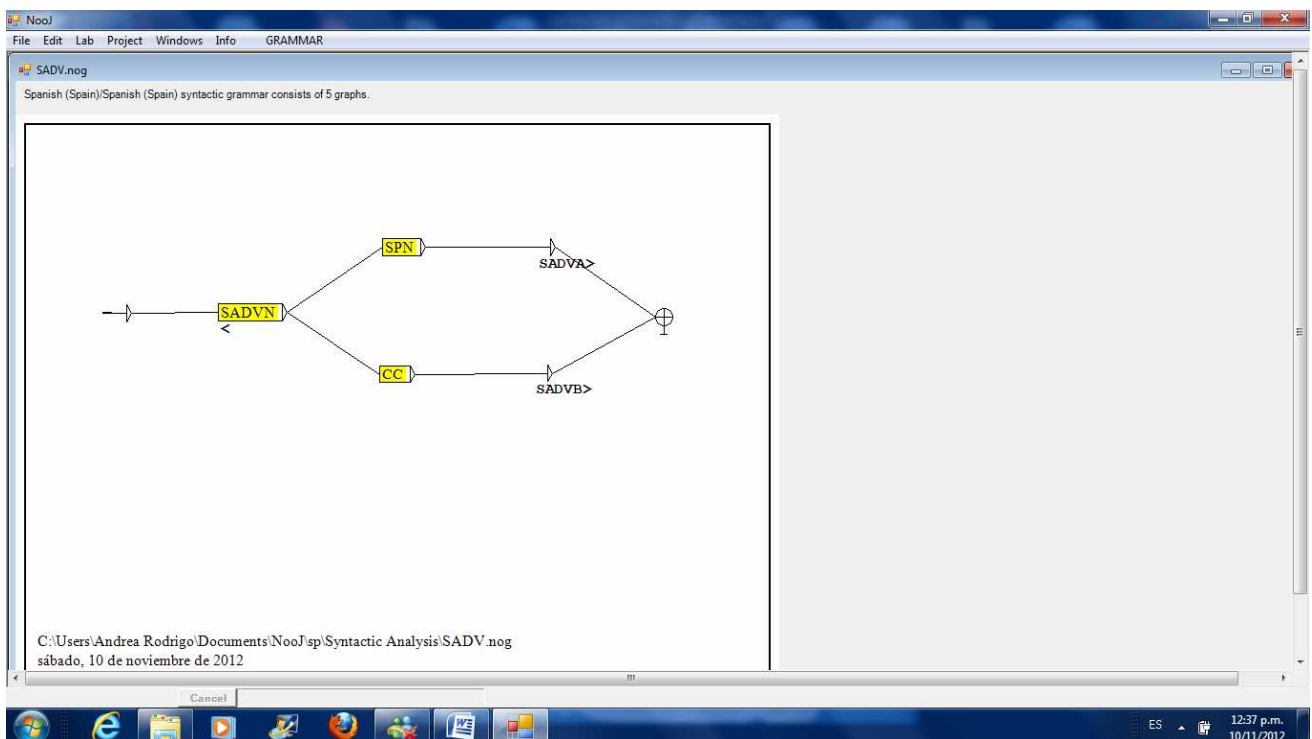 NooJ
File Edit Lab Project Windows Info GRAMMAR
SADV.nog
Spanish (Spain)/Spanish (Spain) syntactic grammar consists of 5 graphs.
SPN
SADVA>
SADVN
<
CC
SADVB>
C:\Users\Andrea Rodrigo\Documents\NooJ\sp\Syntactic Analysis\SADV.nog
sábado, 10 de noviembre de 2012
Cancel
ES 12:37 p.m.
10/11/2012